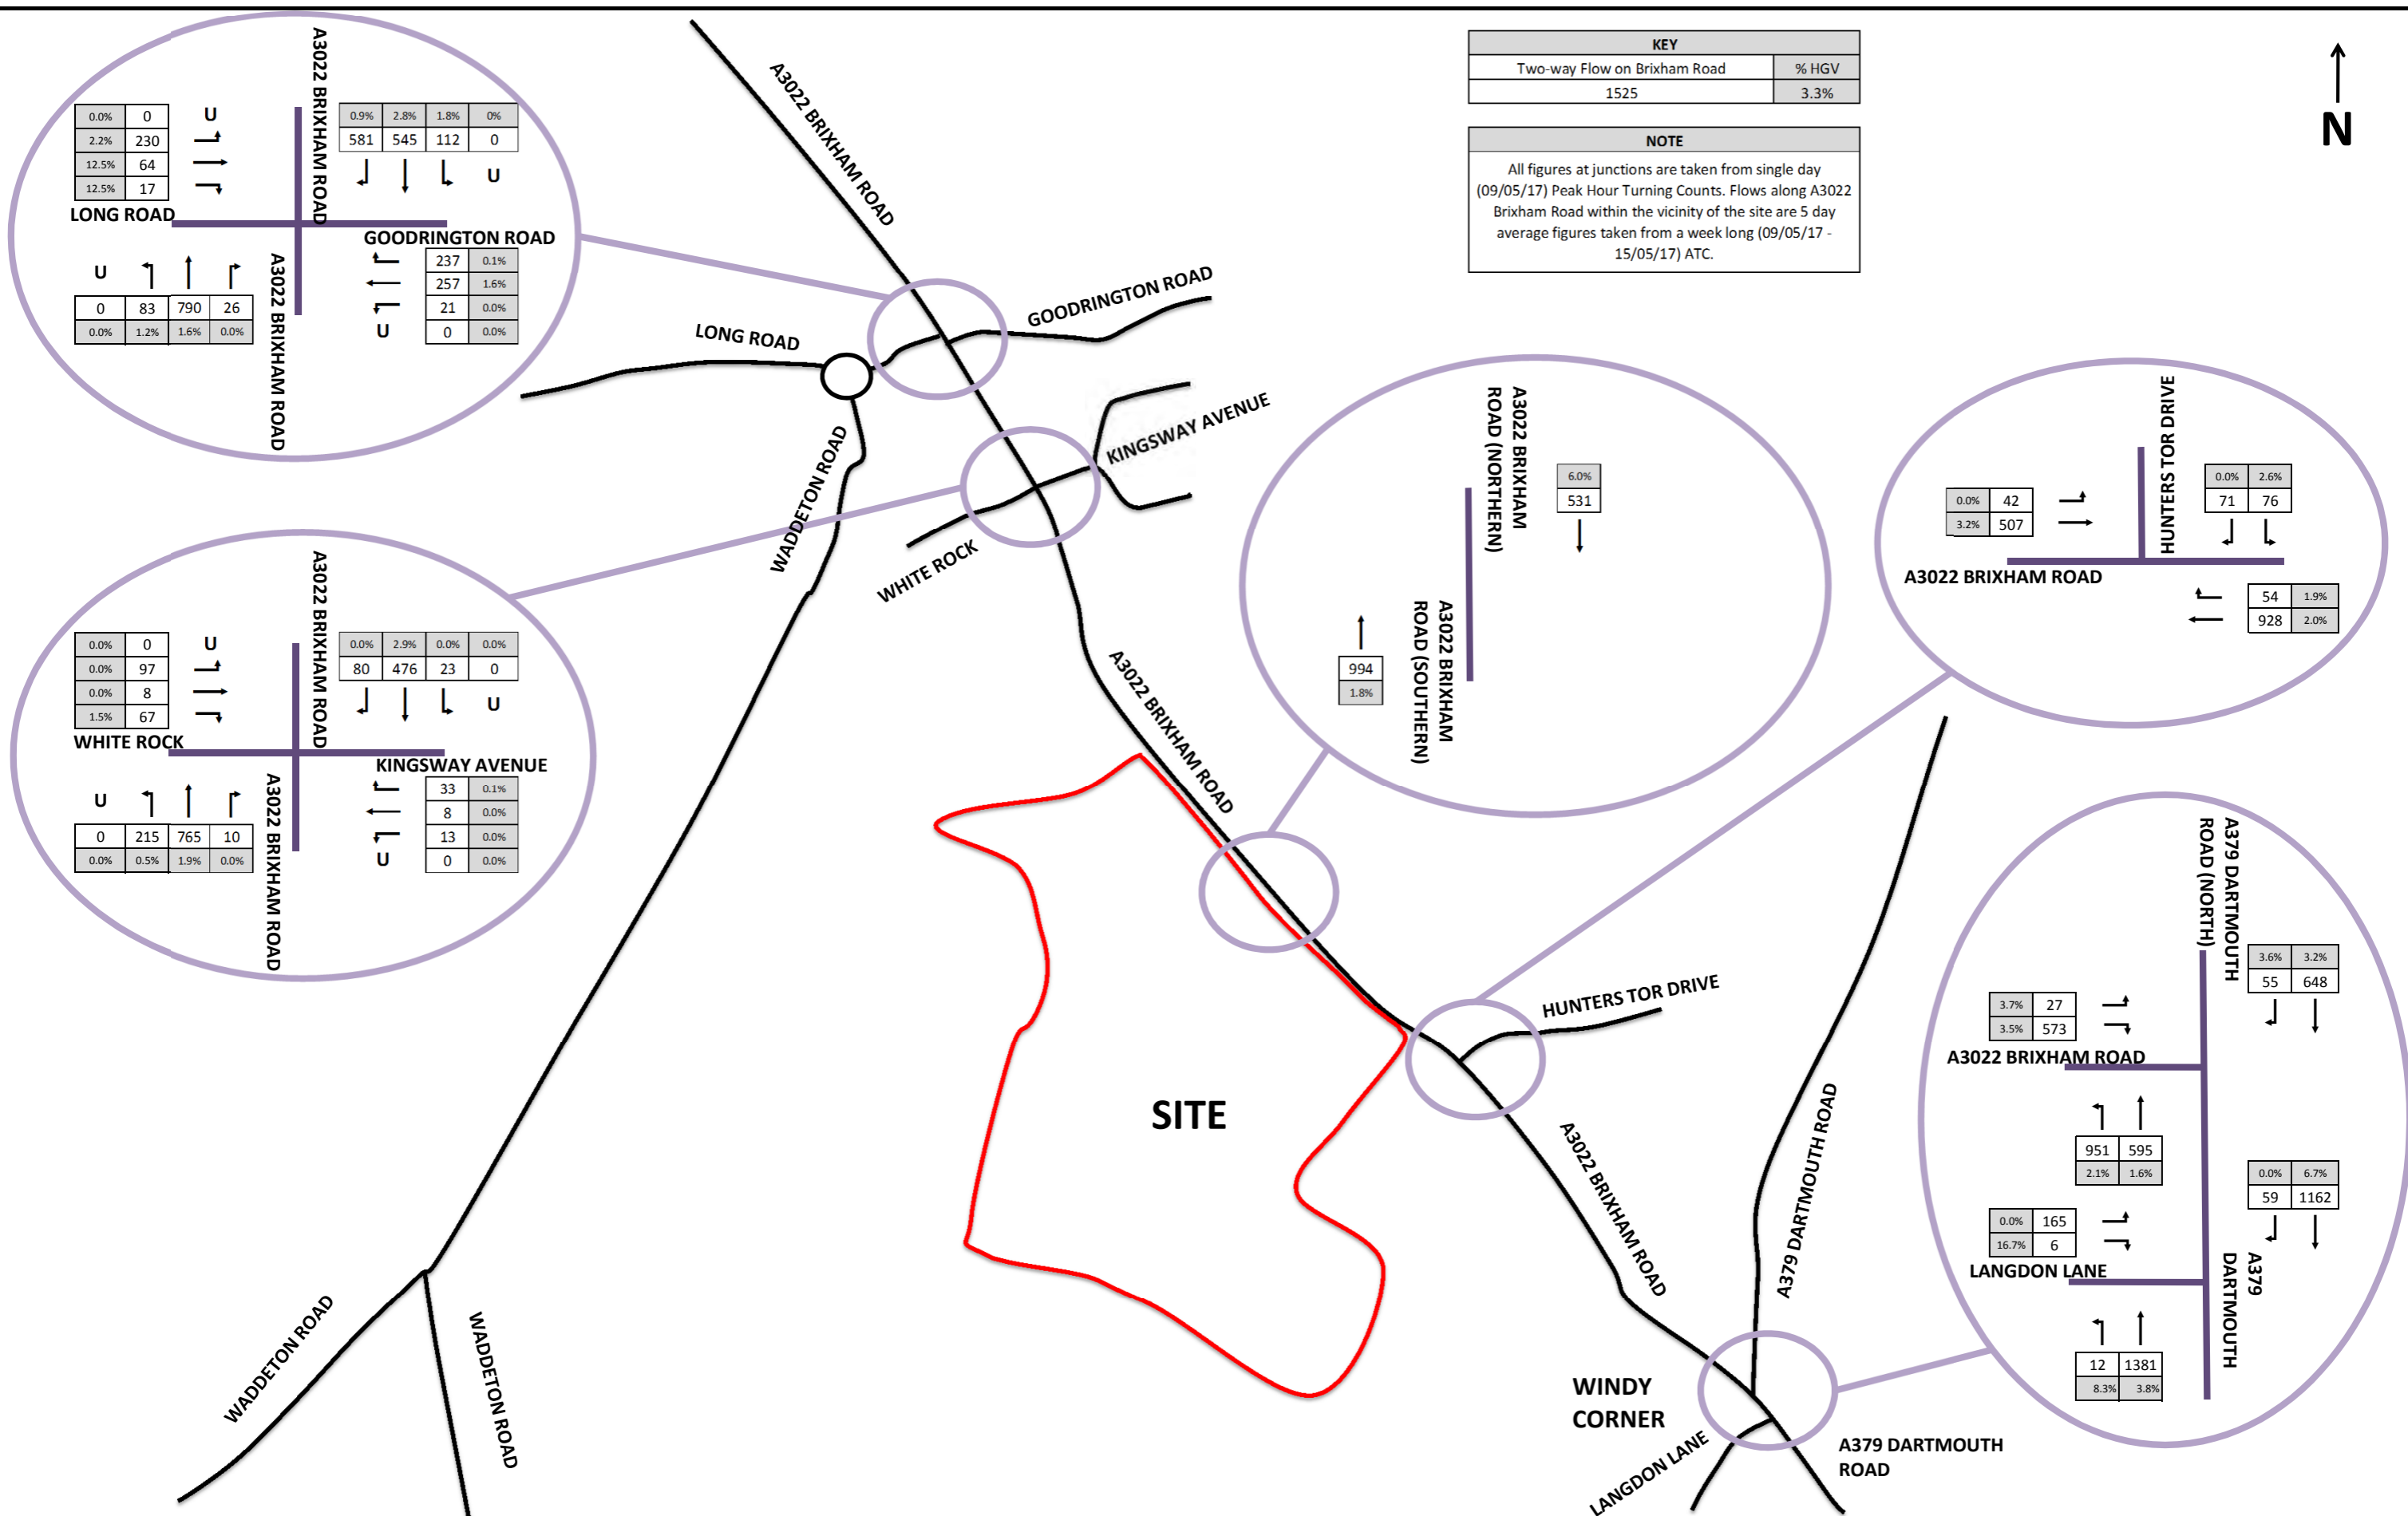 KEY
Two-way Flow on Brixham Road % HGV
1525 3.3%
NOTE
All figures at junctions are taken from single day
(09/05/17) Peak Hour Turning Counts. Flows along A3022
Brixham Road within the vicinity of the site are 5 day
average figures taken from a week long (09/05/17 -
15/05/17) ATC.
N
A3022 BRIXHAM ROAD
0.0% 0 U
2.2% 230
12.5% 64
12.5% 17
LONG ROAD
0.9% 2.8% 1.8% 0%
581 545 112 0
U
GOODRINGTON ROAD
237 0.1%
257 1.6%
21 0.0%
U 0 0.0%
U
0 83 790 26
0.0% 1.2% 1.6% 0.0%
A3022 BRIXHAM ROAD
A3022 BRIXHAM ROAD
0.0% 0 U
0.0% 97
0.0% 8
1.5% 67
WHITE ROCK
0.0% 2.9% 0.0% 0.0%
80 476 23 0
U
KINGSWAY AVENUE
33 0.1%
8 0.0%
13 0.0%
U 0 0.0%
U
0 215 765 10
0.0% 0.5% 1.9% 0.0%
A3022 BRIXHAM ROAD
A3022 BRIXHAM ROAD
LONG ROAD
GOODRINGTON ROAD
KINGSWAY AVENUE
WADDETON ROAD
WHITE ROCK
A3022 BRIXHAM ROAD
A3022 BRIXHAM
ROAD (NORTHERN)
6.0%
531
994
1.8%
A3022 BRIXHAM
ROAD (SOUTHERN)
HUNTERS TOR DRIVE
0.0% 42
3.2% 507
0.0% 2.6%
71 76
A3022 BRIXHAM ROAD
54 1.9%
928 2.0%
SITE
HUNTERS TOR DRIVE
A3022 BRIXHAM ROAD
A379 DARTMOUTH ROAD
A379 DARTMOUTH
ROAD (NORTH)
3.6% 3.2%
55 648
3.7% 27
3.5% 573
A3022 BRIXHAM ROAD
951 595
2.1% 1.6%
0.0% 6.7%
59 1162
0.0% 165
16.7% 6
LANGDON LANE
A379
DARTMOUTH
12 1381
8.3% 3.8%
WADDETON ROAD
WADDETON ROAD
WINDY
CORNER
LANGDON LANE
A379 DARTMOUTH
ROAD